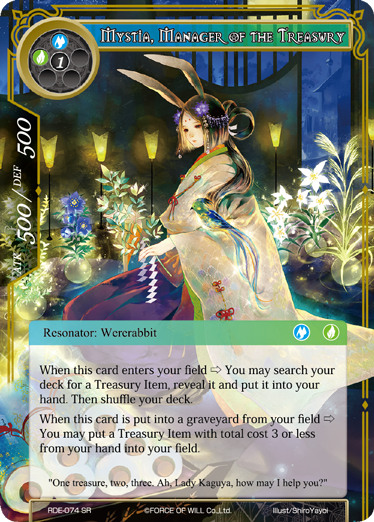 Mystia, Manager of the Treasury
1
ATK 500 / DEF 500
Resonator: Wererabbit
When this card enters your field ⇨ You may search your
deck for a Treasury Item, reveal it and put it into your
hand. Then shuffle your deck.
When this card is put into a graveyard from your field ⇨
You may put a Treasury Item with total cost 3 or less
from your hand into your field.
"One treasure, two, three. Ah, Lady Kaguya, how may I help you?"
RDE-074 SR ©FORCE OF WILL Co.,Ltd. Illust/ShiroYayoi